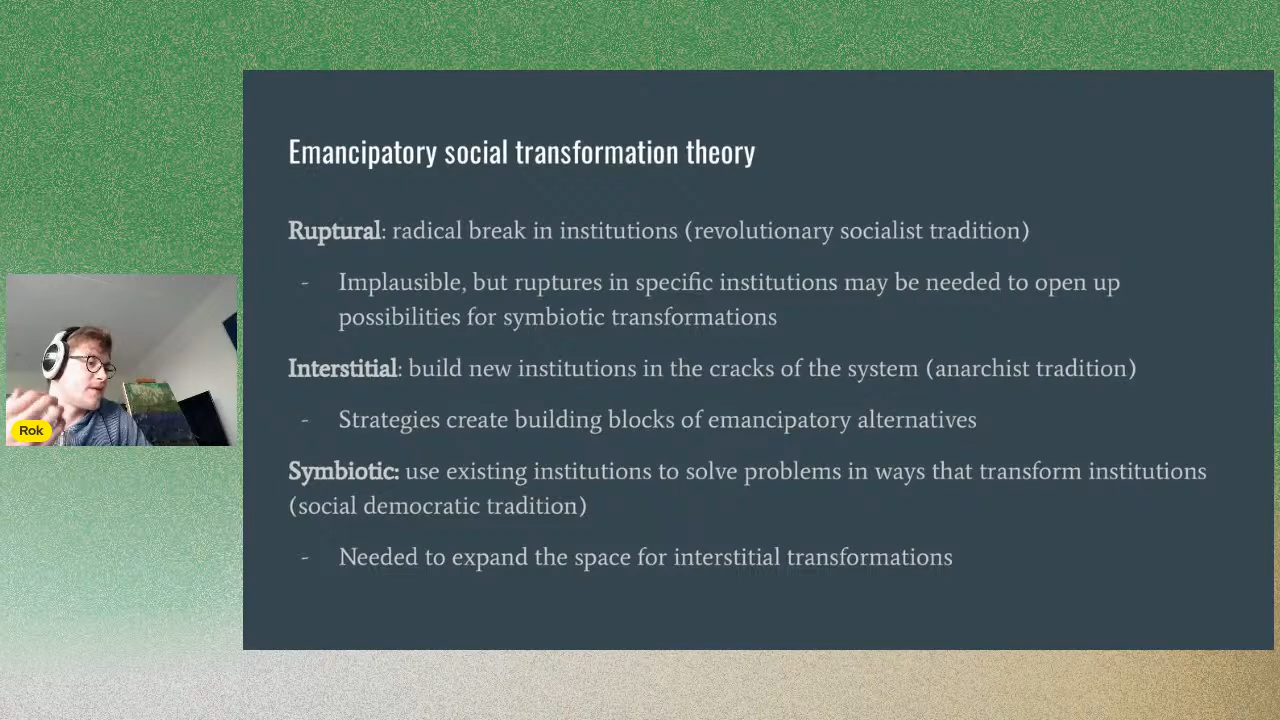 Emancipatory social transformation theory
Ruptural: radical break in institutions (revolutionary socialist tradition)
- Implausible, but ruptures in specific institutions may be needed to open up
possibilities for symbiotic transformations
Interstitial: build new institutions in the cracks of the system (anarchist tradition)
- Strategies create building blocks of emancipatory alternatives
Symbiotic: use existing institutions to solve problems in ways that transform institutions
(social democratic tradition)
- Needed to expand the space for interstitial transformations
Rok